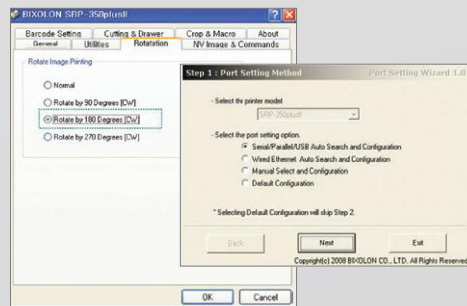 BIXOLON SRP-350plusII
Barcode Setting Cutting & Drawer Crop & Macro About
General Utilities Rotatation NV Image & Commands
Rotate Image Printing
Normal
Rotate by 90 Degrees [CW]
Rotate by 180 Degrees [CW]
Rotate by 270 Degrees [CW]
OK Cancel
Step 1 : Port Setting Method Port Setting Wizard 1.0
- Select thr printer model
SRP-350plusII
- Select the port setting option.
Serial/Parallel/USB Auto Search and Configuration
Wired Ethernet Auto Search and Configuration
Manual Select and Configuration
Default Configuration
* Selecting Default Configuration will skip Step 2.
Back Next Exit
Copyright(c) 2008 BIXOLON CO., LTD. All Rights Reserved